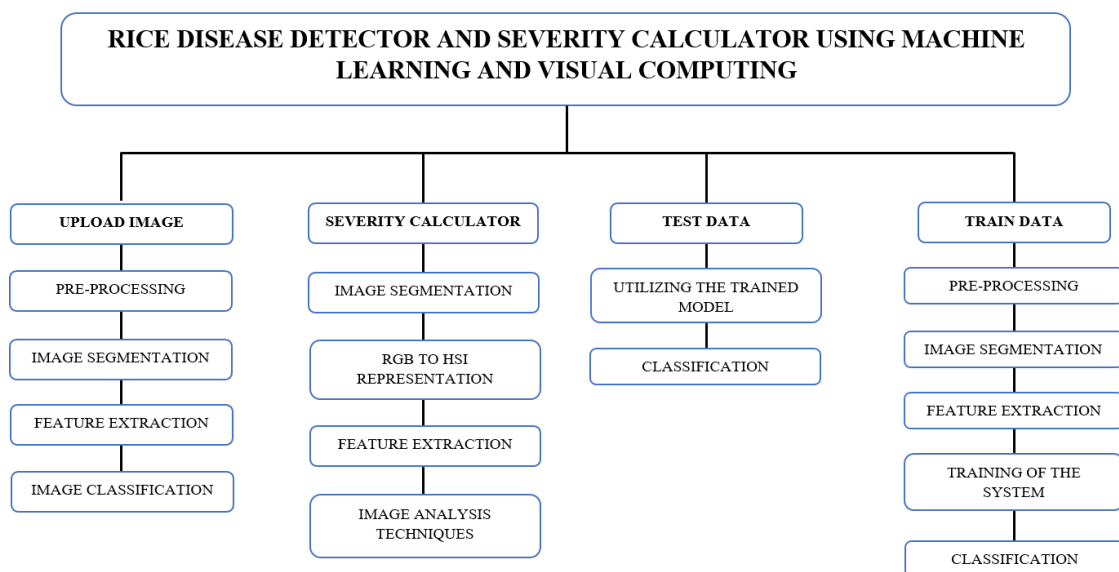 RICE DISEASE DETECTOR AND SEVERITY CALCULATOR USING MACHINE
LEARNING AND VISUAL COMPUTING
UPLOAD IMAGE
PRE-PROCESSING
IMAGE SEGMENTATION
FEATURE EXTRACTION
IMAGE CLASSIFICATION
SEVERITY CALCULATOR
IMAGE SEGMENTATION
RGB TO HSI
REPRESENTATION
FEATURE EXTRACTION
IMAGE ANALYSIS
TECHNIQUES
TEST DATA
UTILIZING THE TRAINED
MODEL
CLASSIFICATION
TRAIN DATA
PRE-PROCESSING
IMAGE SEGMENTATION
FEATURE EXTRACTION
TRAINING OF THE
SYSTEM
CLASSIFICATION